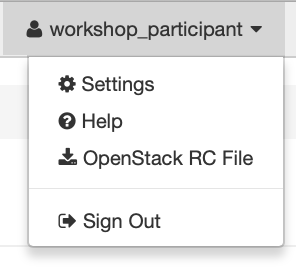 workshop_participant
Settings
Help
OpenStack RC File
Sign Out